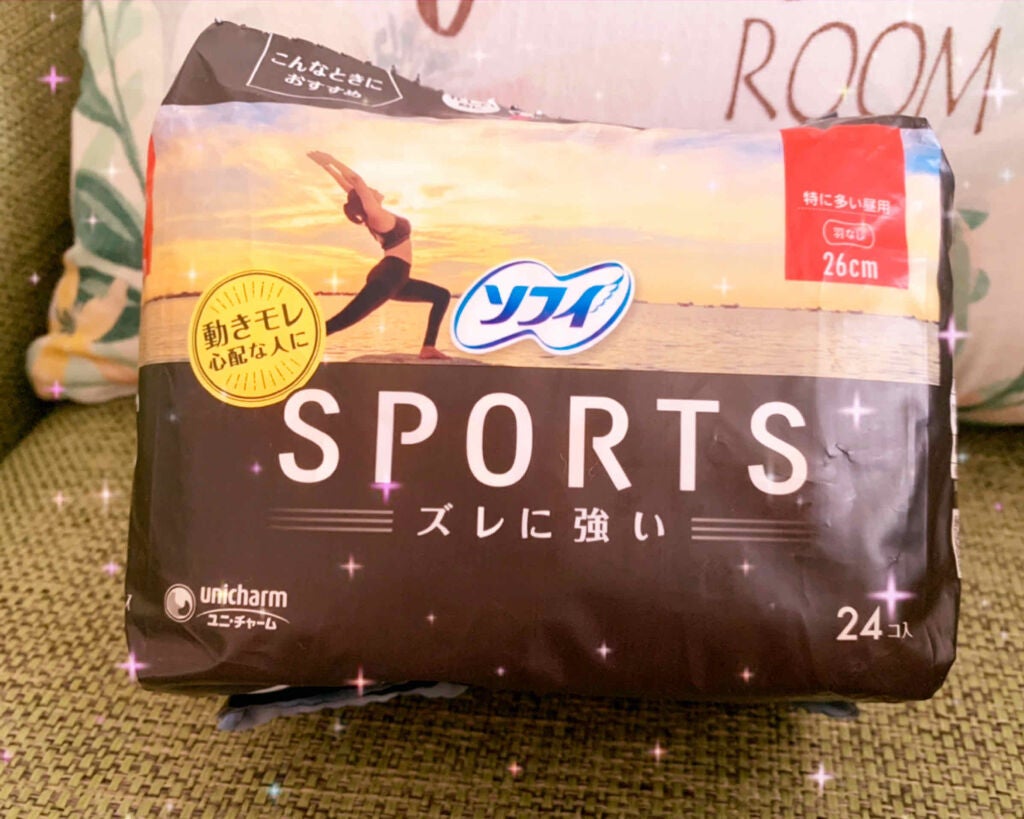 ROOM
こんなときに
おすすめ
特に多い昼用
羽なし
26cm
ソフィ
動きモレ
心配な人に
SPORTS
ズレに強い
unicharm
ユニ・チャーム
24コ入